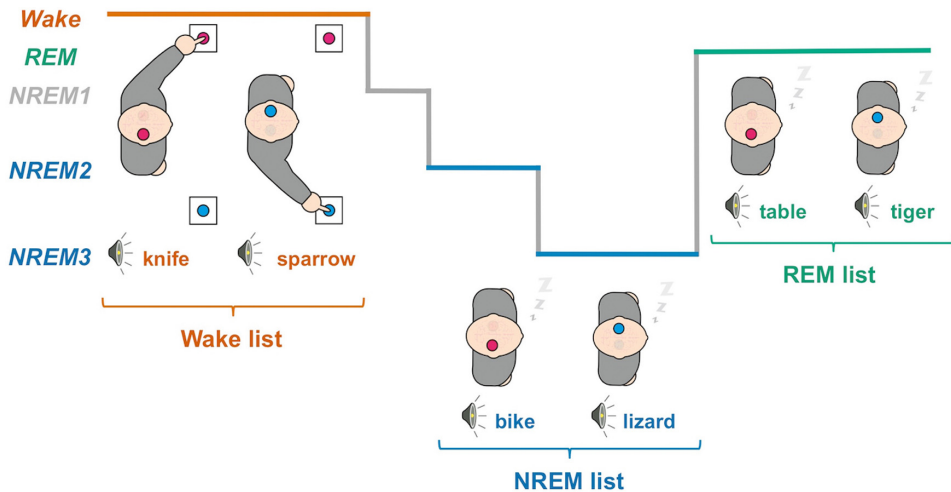 Wake
REM
NREM1
NREM2
NREM3
knife
sparrow
Wake list
z
z
z
z
z
z
bike
lizard
NREM list
z
z
z
z
z
z
table
tiger
REM list